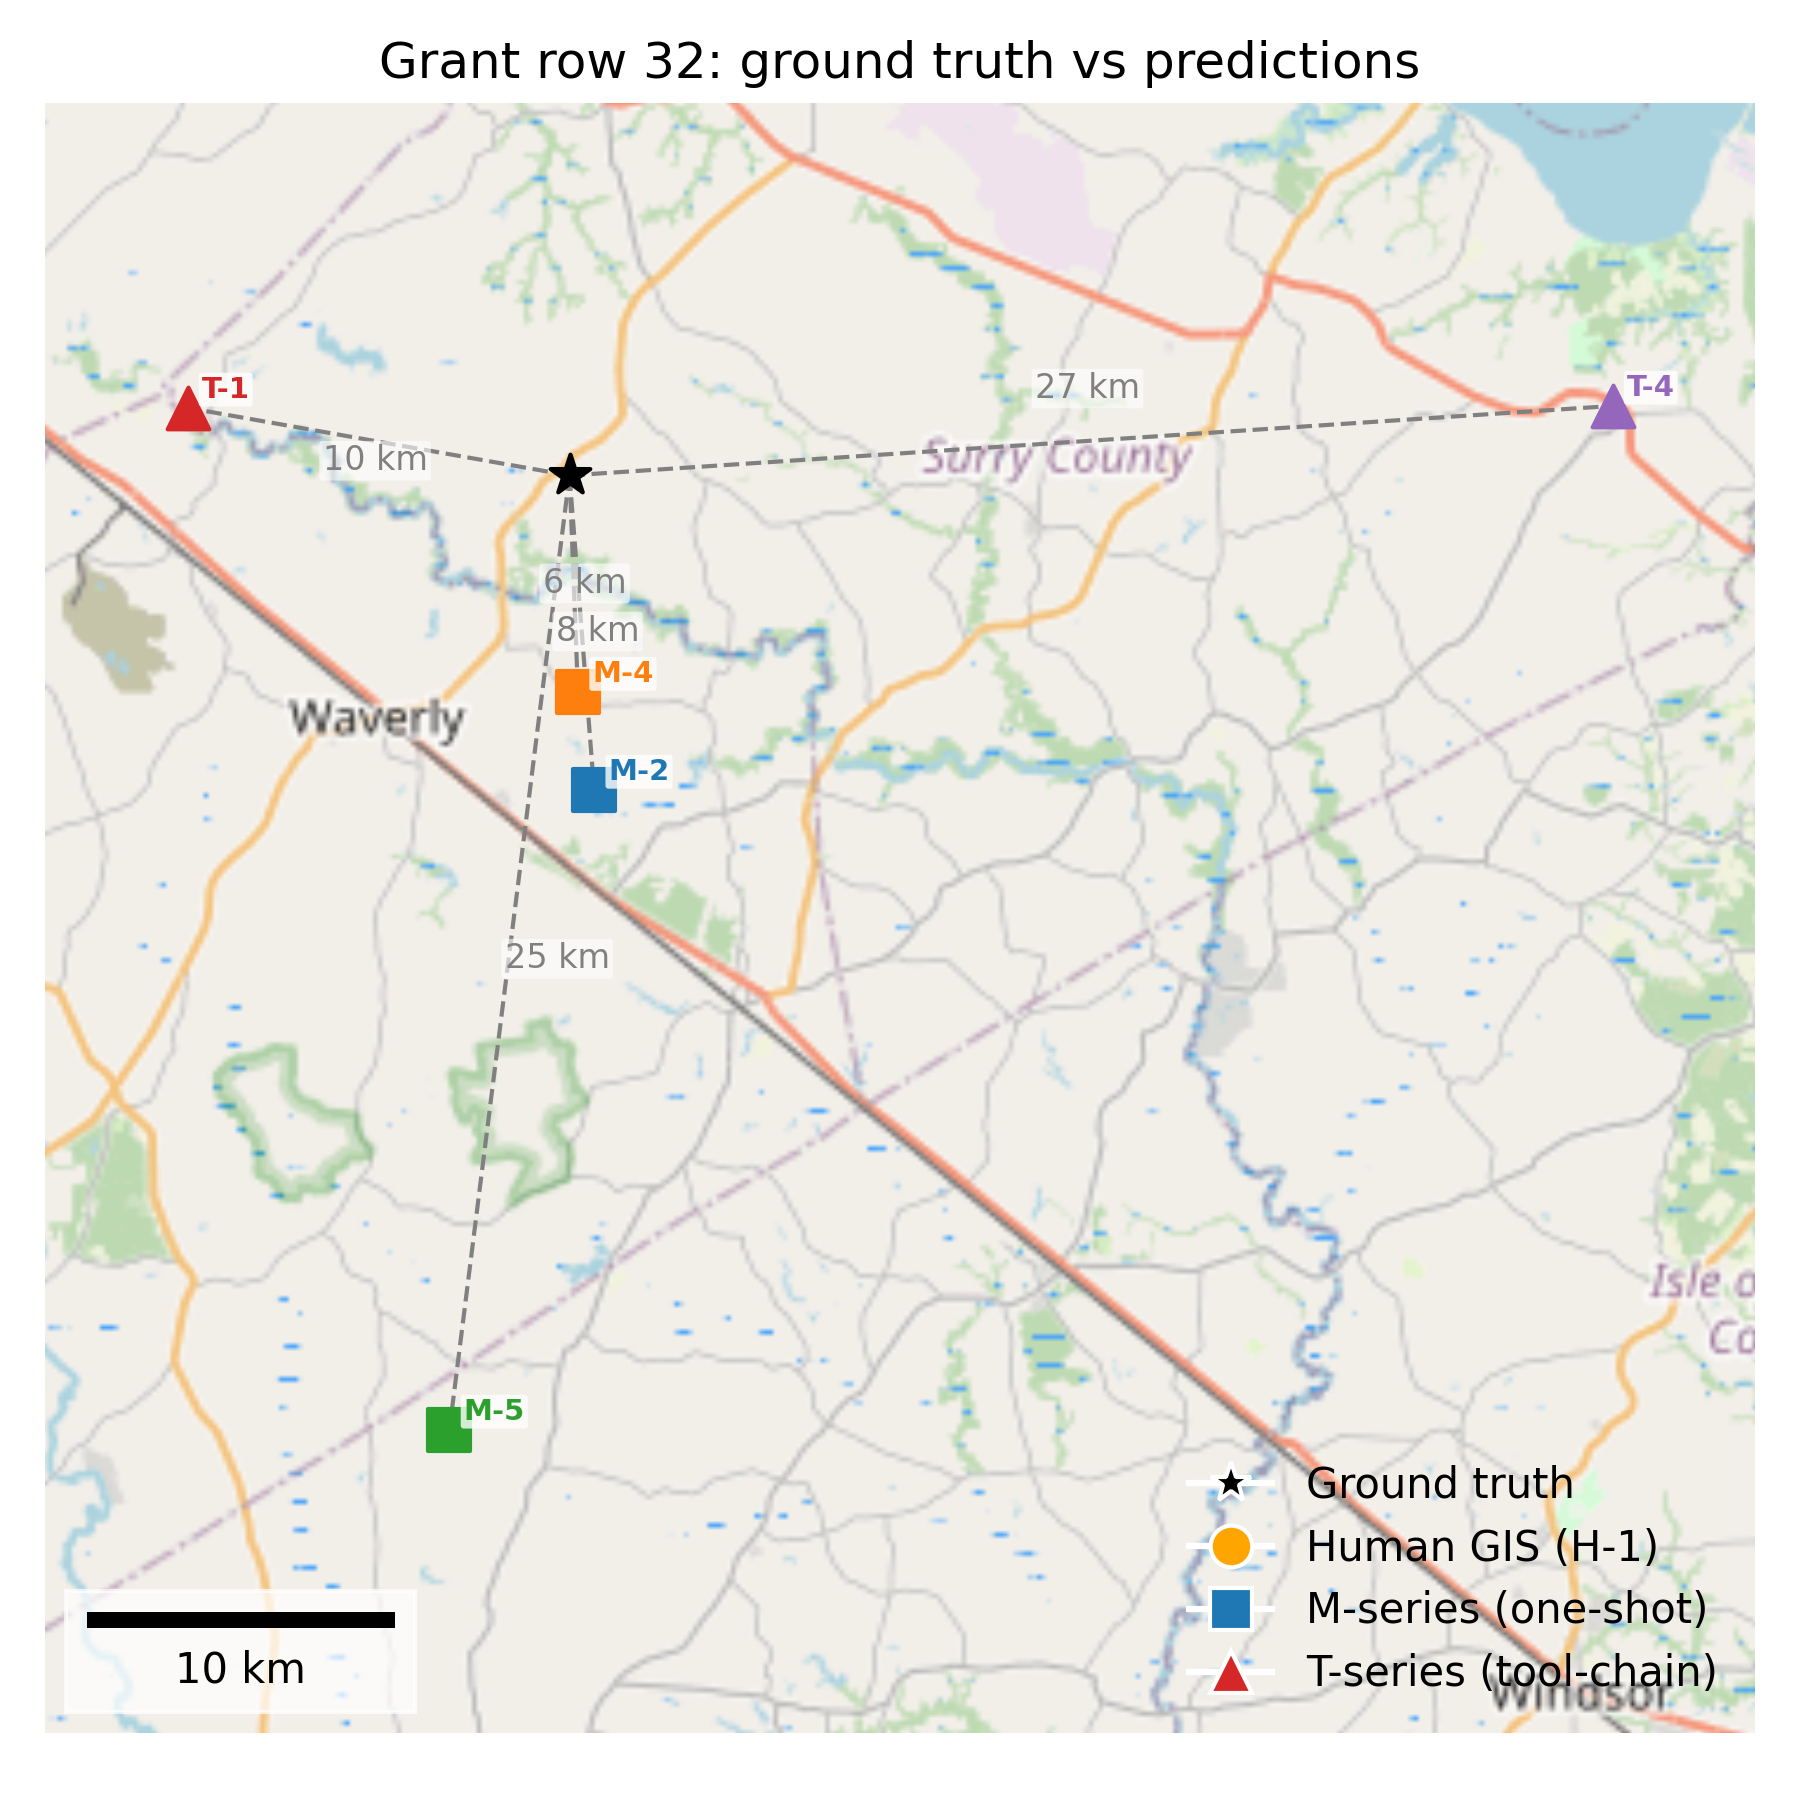 Grant row 32: ground truth vs predictions
T-1
T-4
27 km
10 km
Surry County
6 km
8 km
M-4
Waverly
M-2
25 km
Isle o
Co
M-5
Ground truth
Human GIS (H-1)
M-series (one-shot)
T-series (tool-chain)
Windsor
10 km